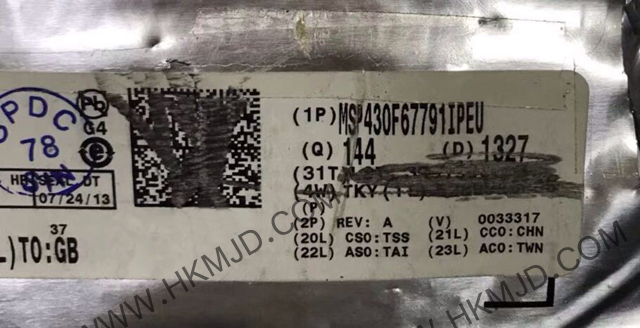 (1P) MSP430F67791IPEU
(Q) 144 (D) 1327
(31T
(4W) TKY(1T)
(P)
(2P) REV: A (V) 0033317
(20L) CSO:TSS (21L) CCO:CHN
(22L) ASO:TAI (23L) ACO:TWN
PDC
78
Pb
G4
e
DT
07/24/13
37
L)TO:GB
WWW.HKMJD.COM
WWW.HKMJD.COM